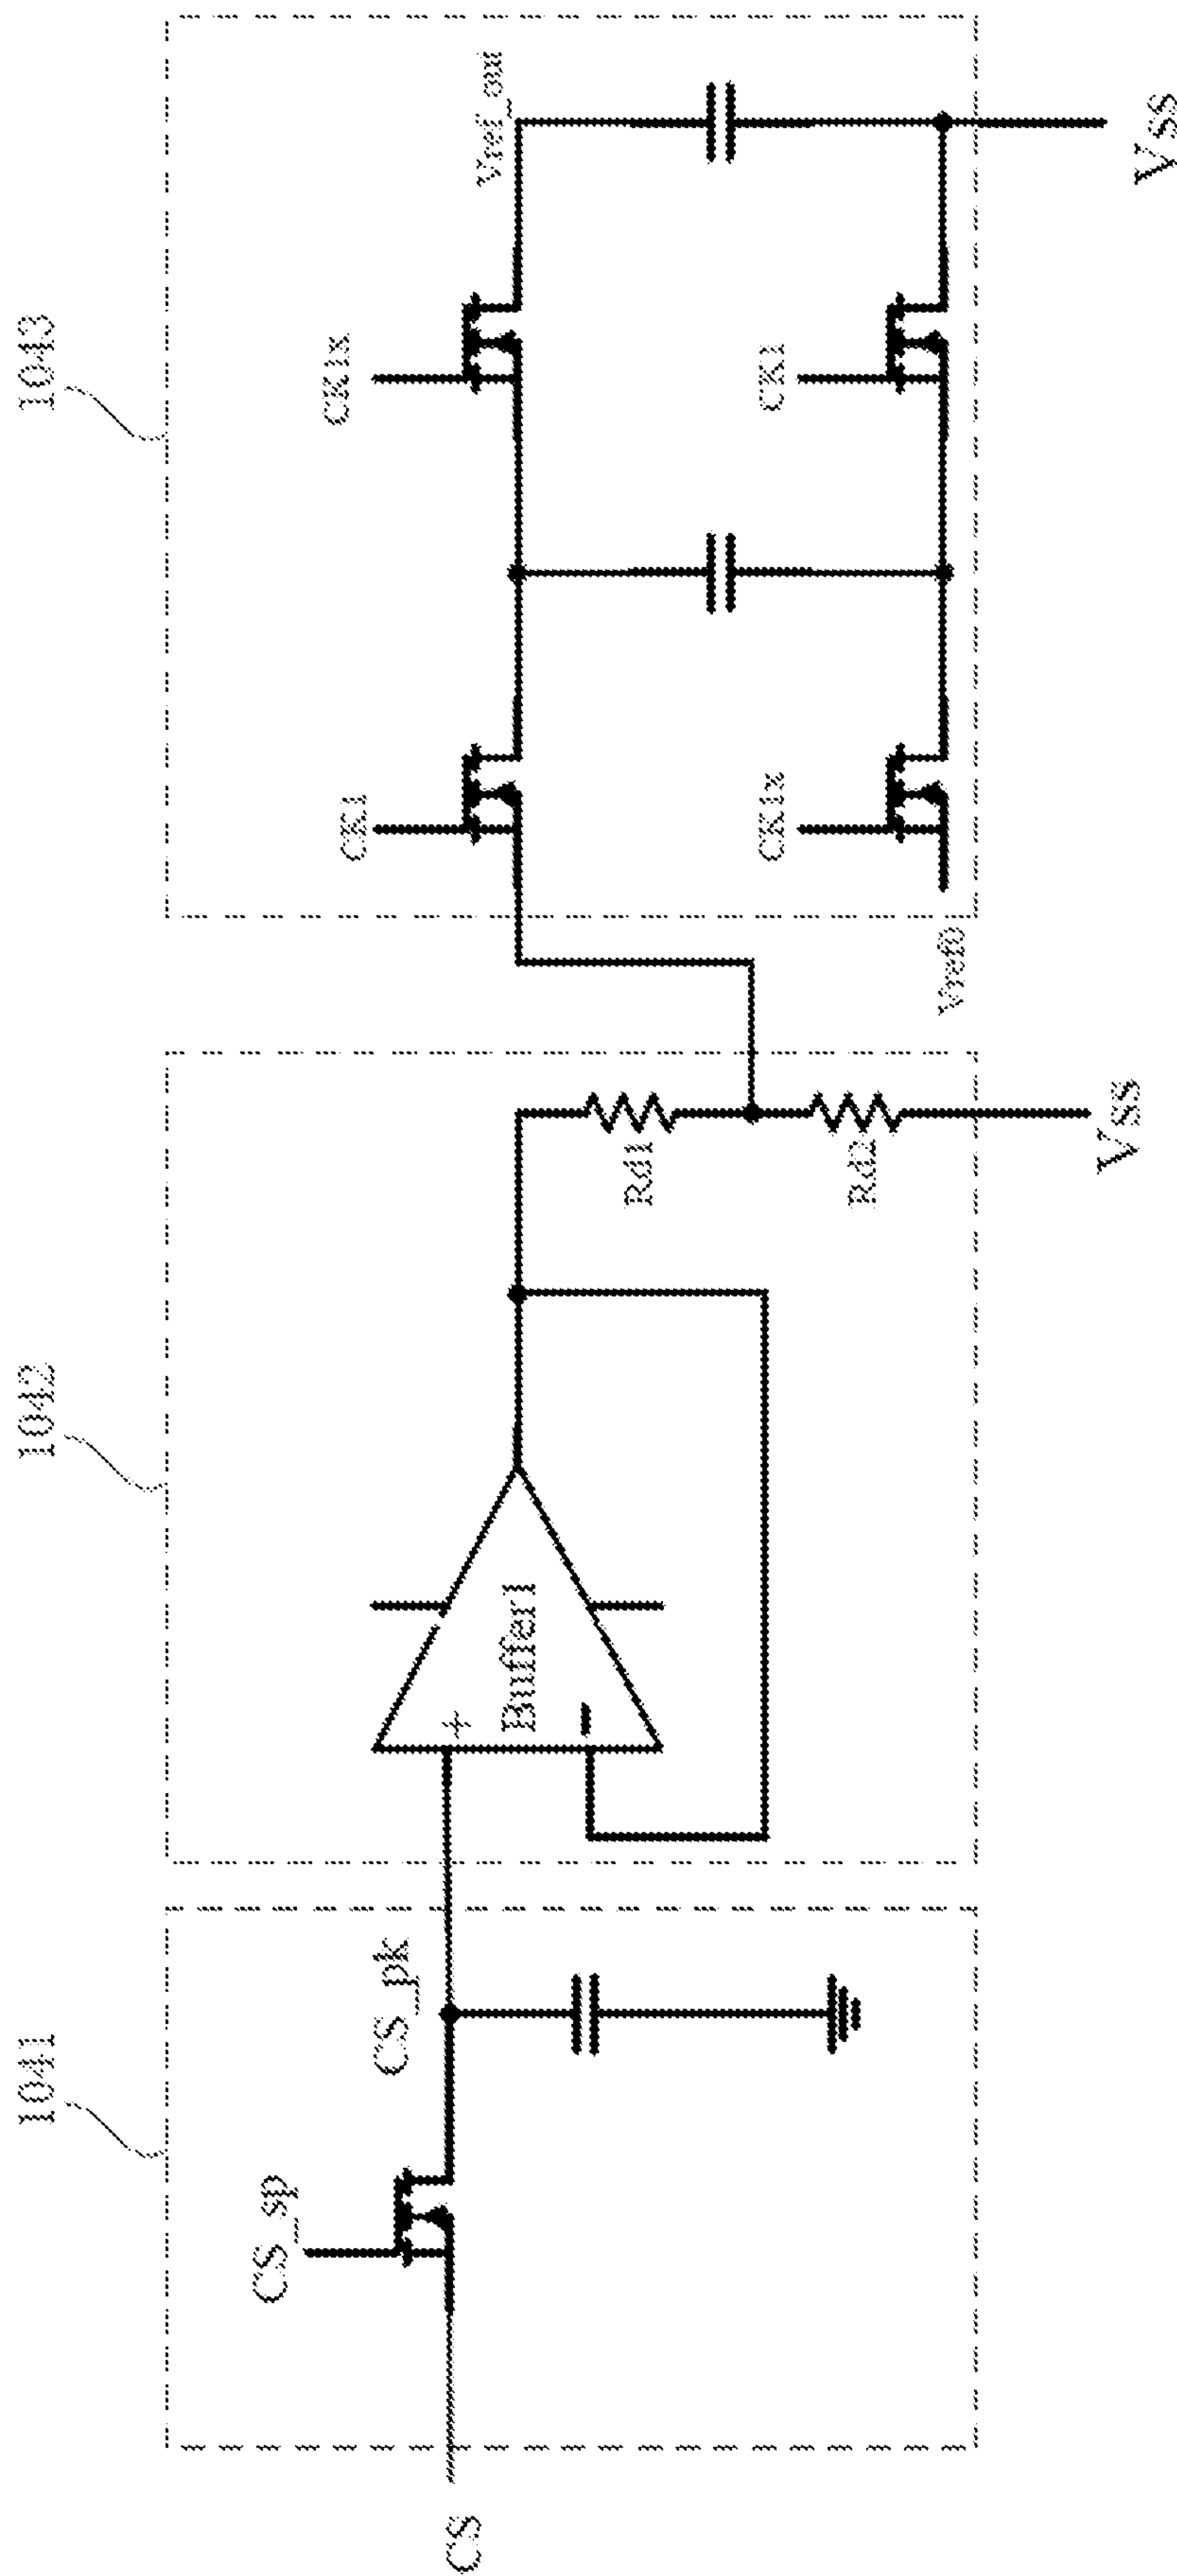 1041
1042
1043
CS
CS_sp
CS_pk
+
Buffer1
-
Rd1
Rd2
Vss
CK1
CK1x
Vref0
CK1x
CK1
Vref_out
Vss